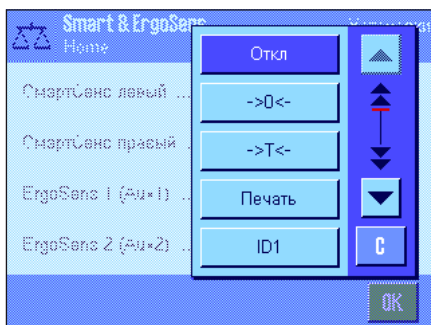 Smart & ErgoSens
Home
СмартСенс левый ...
СмартСенс правый .
ErgoSens 1 (Aux1) ..
ErgoSens 2 (Aux2) ..
Откл
->0<-
->T<-
Печать
ID1
C
OK